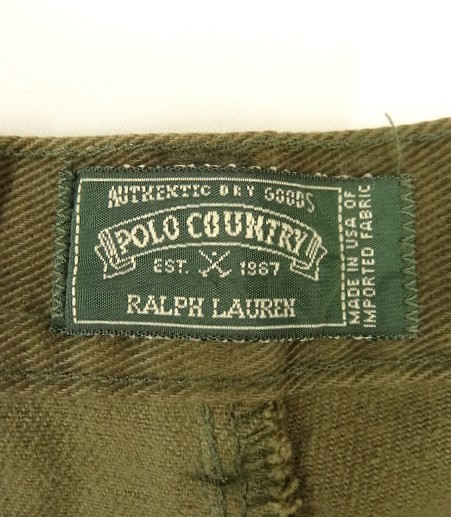 AUTHENTIC DRY GOODS
POLO COUNTRY
EST. 1967
RALPH LAUREN
MADE IN USA OF
IMPORTED FABRIC